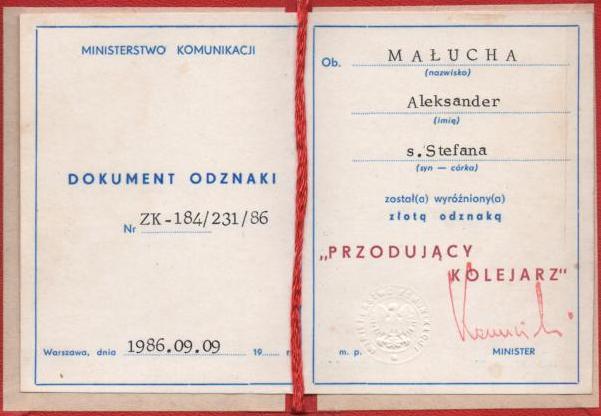 MINISTERSTWO KOMUNIKACJI
DOKUMENT ODZNAKI
Nr ZK-184/231/86
Warszawa, dnia 1986.09.09 19
Ob. MAŁUCHA
(nazwisko)
Aleksander
(imię)
s.Stefana
(syn — córka)
został(a) wyróżniony(a)
złotą odznaką
„PRZODUJĄCY
KOLEJARZ"
m. p. MINISTER